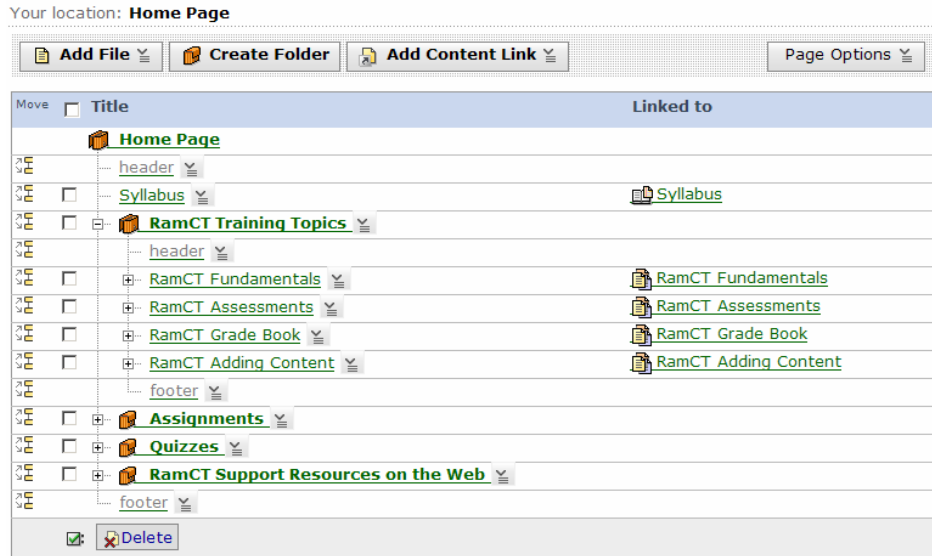 Your location: Home Page
Add File Create Folder Add Content Link Page Options
Move Title Linked to
Home Page
header
Syllabus Syllabus
RamCT Training Topics
header
RamCT Fundamentals RamCT Fundamentals
RamCT Assessments RamCT Assessments
RamCT Grade Book RamCT Grade Book
RamCT Adding Content RamCT Adding Content
footer
Assignments
Quizzes
RamCT Support Resources on the Web
footer
Delete